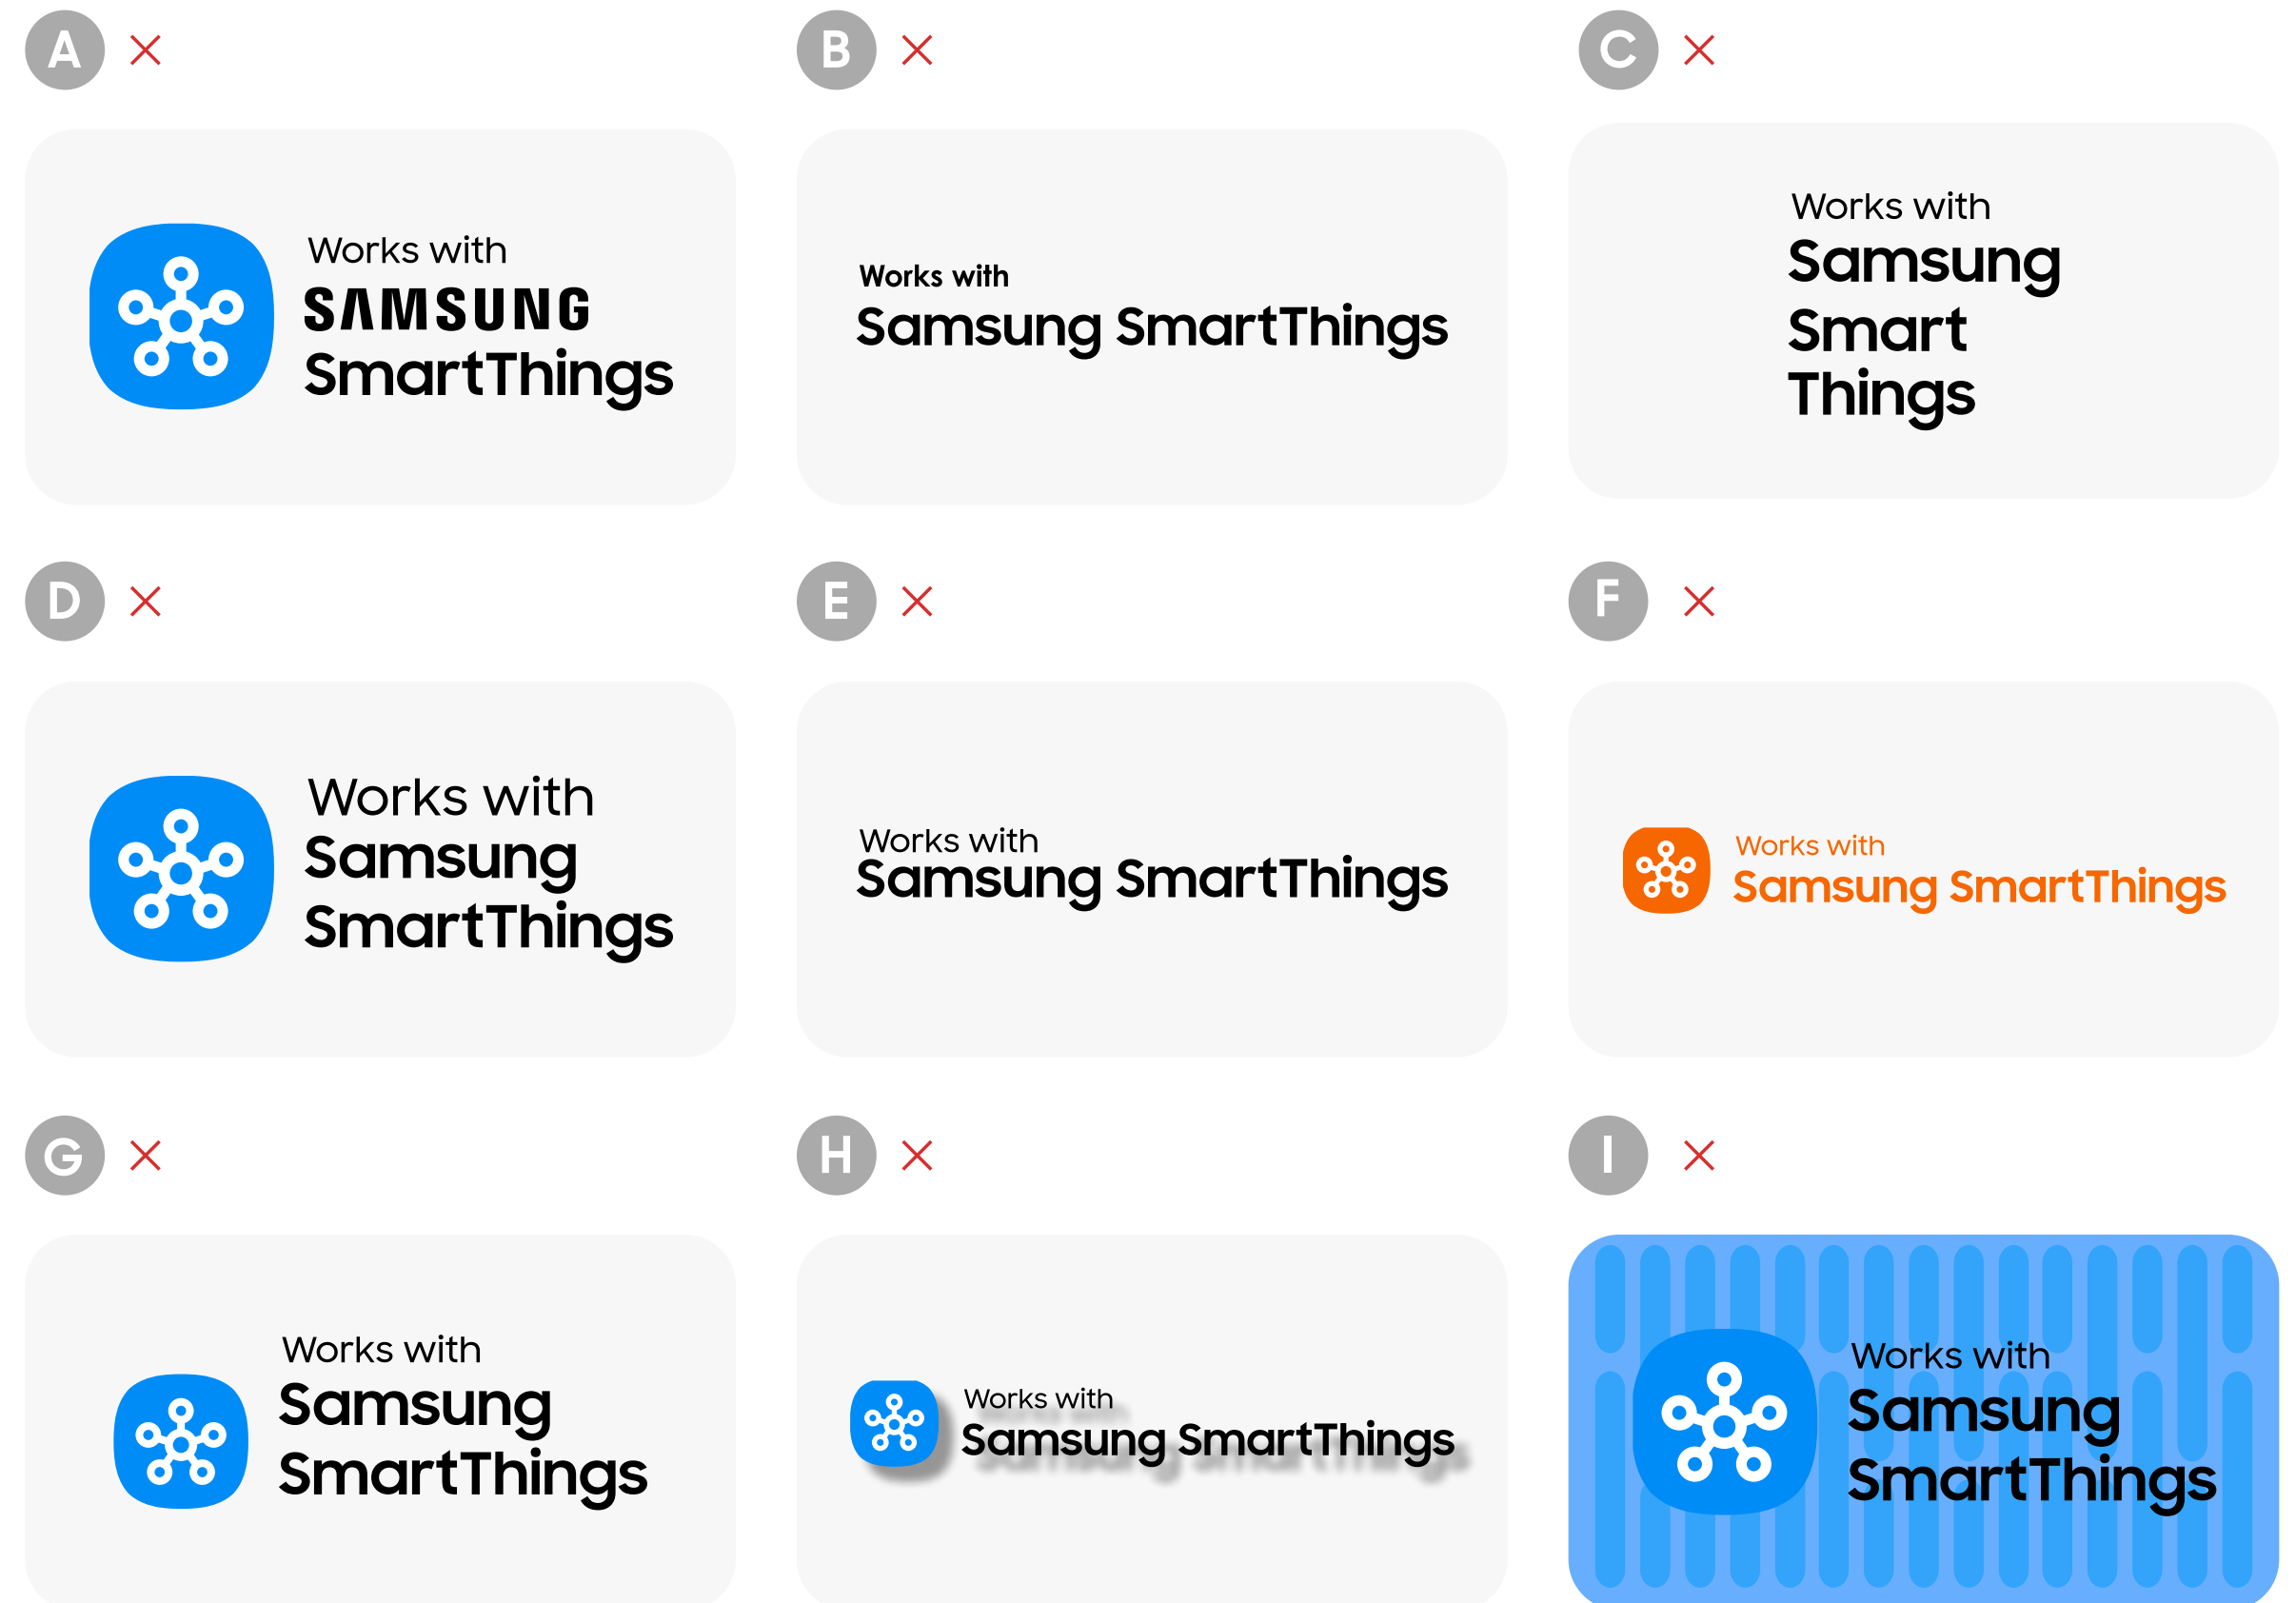 A
B
C
Works with
SAMSUNG
SmartThings
Works with
Samsung SmartThings
Works with
Samsung
Smart
Things
D
E
F
Works with
Samsung
SmartThings
Works with
Samsung SmartThings
Works with
Samsung SmartThings
G
H
I
Works with
Samsung
SmartThings
Works with
Samsung SmartThings
Works with
Samsung
SmartThings